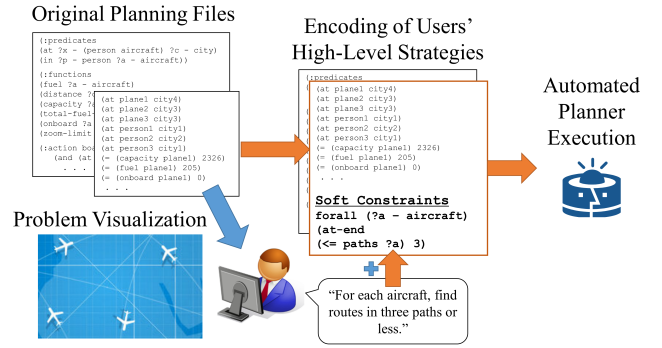 Original Planning Files
(:predicates
(at ?x - (person aircraft) ?c - city)
(in ?p - person ?a - aircraft))
(:functions
(fuel ?a - aircraft)
(distance ?c
(capacity ?a
(total-fuel-
(onboard ?a
(zoom-limit
(:action boa
(and (at
. . .
(at plane1 city4)
(at plane2 city3)
(at plane3 city3)
(at person1 city1)
(at person2 city2)
(at person3 city1)
(= (capacity plane1) 2326)
(= (fuel plane1) 205)
(= (onboard plane1) 0)
. . .
Encoding of Users'
High-Level Strategies
(:predicates
(at plane1 city4)
(at plane2 city3)
(at plane3 city3)
(at person1 city1)
(at person2 city2)
(at person3 city1)
(= (capacity plane1) 2326)
(= (fuel plane1) 205)
(= (onboard plane1) 0)
. . .
Soft Constraints
forall (?a – aircraft)
(at-end
(<= paths ?a) 3)
Automated
Planner
Execution
Problem Visualization
“For each aircraft, find
routes in three paths or
less.”